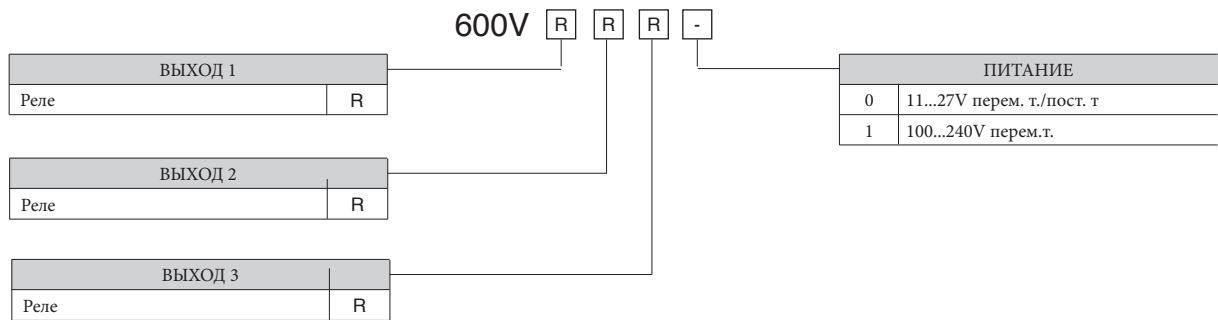 600V R R R -
ВЫХОД 1
Реле R
ПИТАНИЕ
0 11...27V перем. т./пост. т
1 100...240V перем.т.
ВЫХОД 2
Реле R
ВЫХОД 3
Реле R